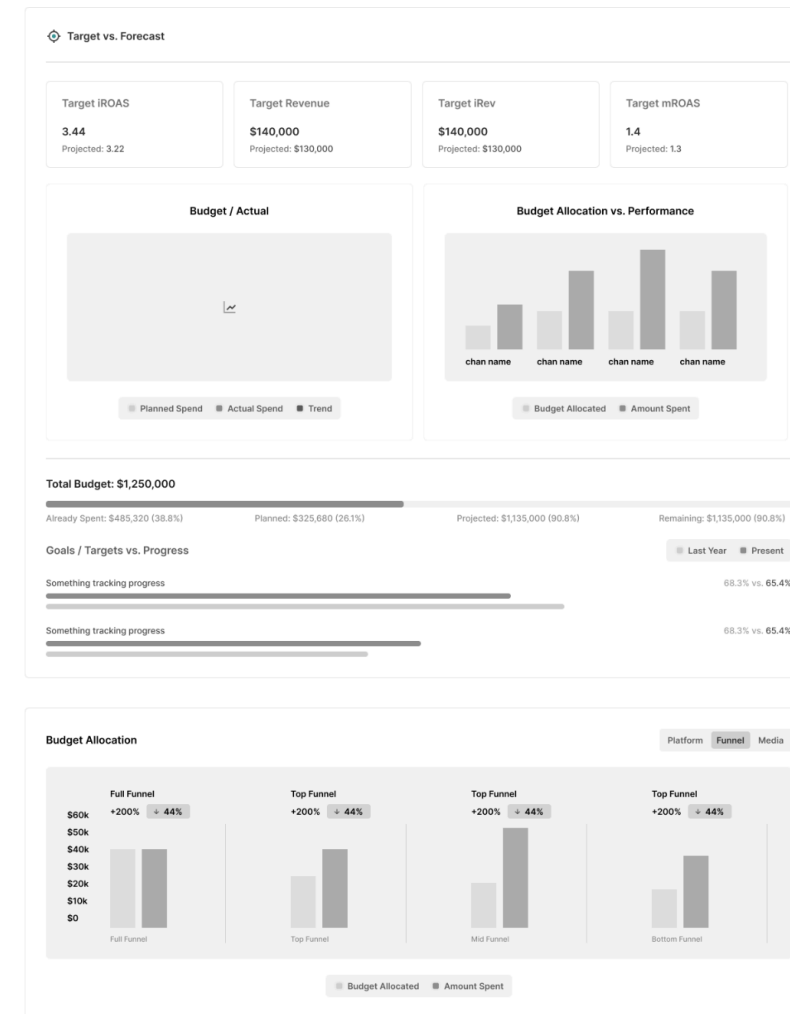 Target vs. Forecast
Target iROAS
3.44
Projected: 3.22
Target Revenue
$140,000
Projected: $130,000
Target iRev
$140,000
Projected: $130,000
Target mROAS
1.4
Projected: 1.3
Budget / Actual
Planned Spend Actual Spend Trend
Budget Allocation vs. Performance
chan name chan name chan name chan name
Budget Allocated Amount Spent
Total Budget: $1,250,000
Already Spent: $485,320 (38.8%) Planned: $325,680 (26.1%) Projected: $1,135,000 (90.8%) Remaining: $1,135,000 (90.8%)
Goals / Targets vs. Progress Last Year Present
Something tracking progress 68.3% vs. 65.4%
Something tracking progress 68.3% vs. 65.4%
Budget Allocation Platform Funnel Media
Full Funnel Top Funnel Top Funnel Top Funnel
+200% ↓ 44% +200% ↓ 44% +200% ↓ 44% +200% ↓ 44%
$60k
$50k
$40k
$30k
$20k
$10k
$0
Full Funnel Top Funnel Mid Funnel Bottom Funnel
Budget Allocated Amount Spent